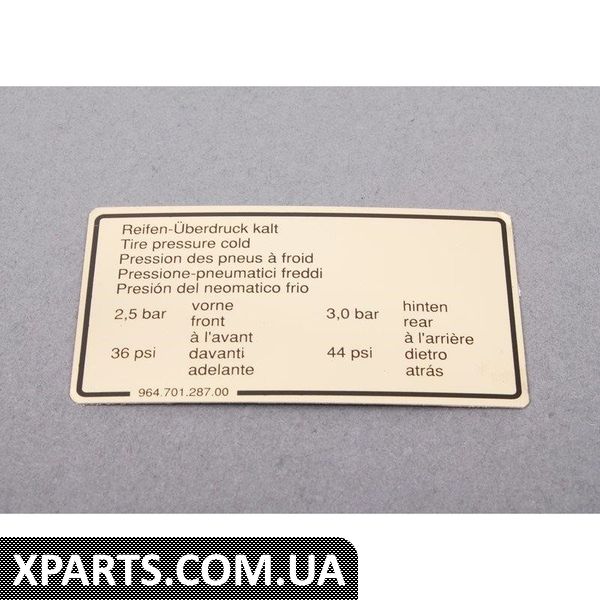 Reifen-Überdruck kalt
Tire pressure cold
Pression des pneus à froid
Pressione-pneumatici freddi
Presión del neomatico frio
2,5 bar
36 psi
vorne
front
à l'avant
davanti
adelante
3,0 bar
44 psi
hinten
rear
à l'arrière
dietro
atrás
964.701.287.00
XPARTS.COM.UA